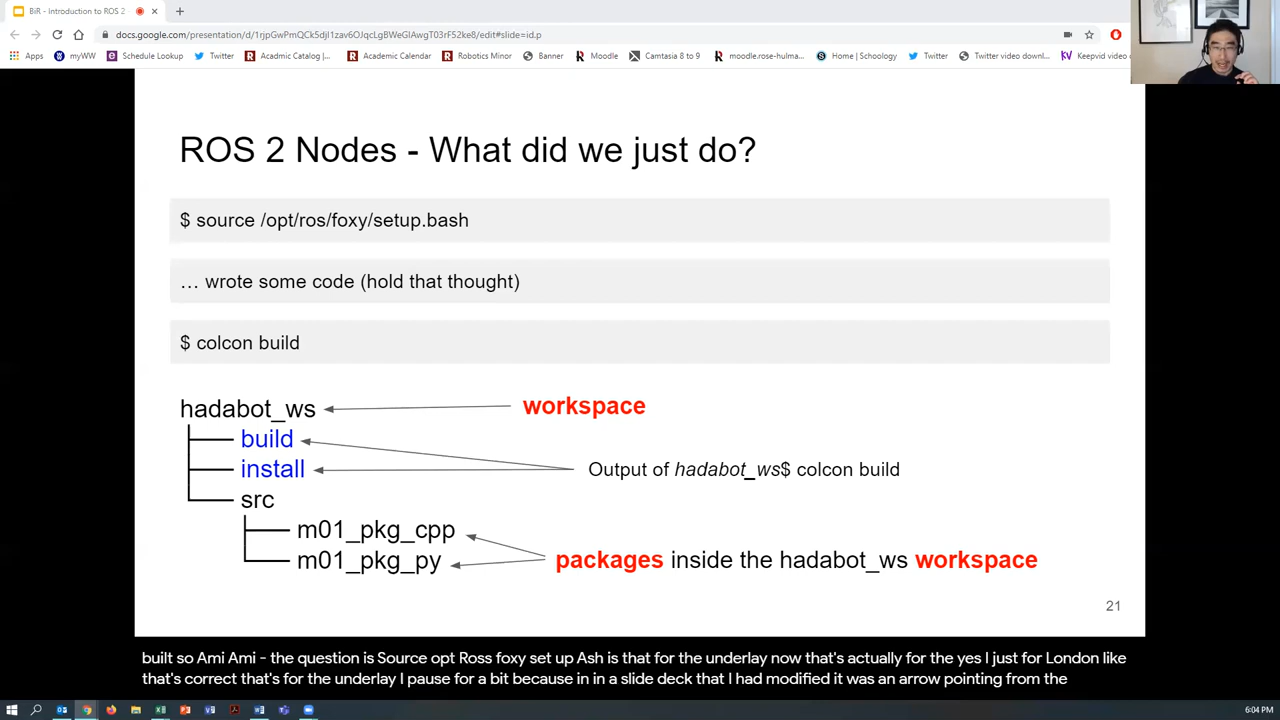 BiR - Introduction to ROS 2
docs.google.com/presentation/d/1rjpGwPmQCk5djI1zav6OJqcLgBWeGIAwgT03rF52ke8/edit#slide=id.p
Apps myWW Schedule Lookup Twitter Acadmic Catalog |... Academic Calendar Robotics Minor Banner Moodle Camtasia 8 to 9 moodle.rose-hulma... Home | Schoology Twitter Twitter video downl... Keepvid video
ROS 2 Nodes - What did we just do?
$ source /opt/ros/foxy/setup.bash
… wrote some code (hold that thought)
$ colcon build
hadabot_ws workspace
build
install Output of hadabot_ws$ colcon build
src
m01_pkg_cpp
m01_pkg_py packages inside the hadabot_ws workspace
21
built so Ami Ami - the question is Source opt Ross foxy set up Ash is that for the underlay now that's actually for the yes I just for London like
that's correct that's for the underlay I pause for a bit because in in a slide deck that I had modified it was an arrow pointing from the
6:04 PM